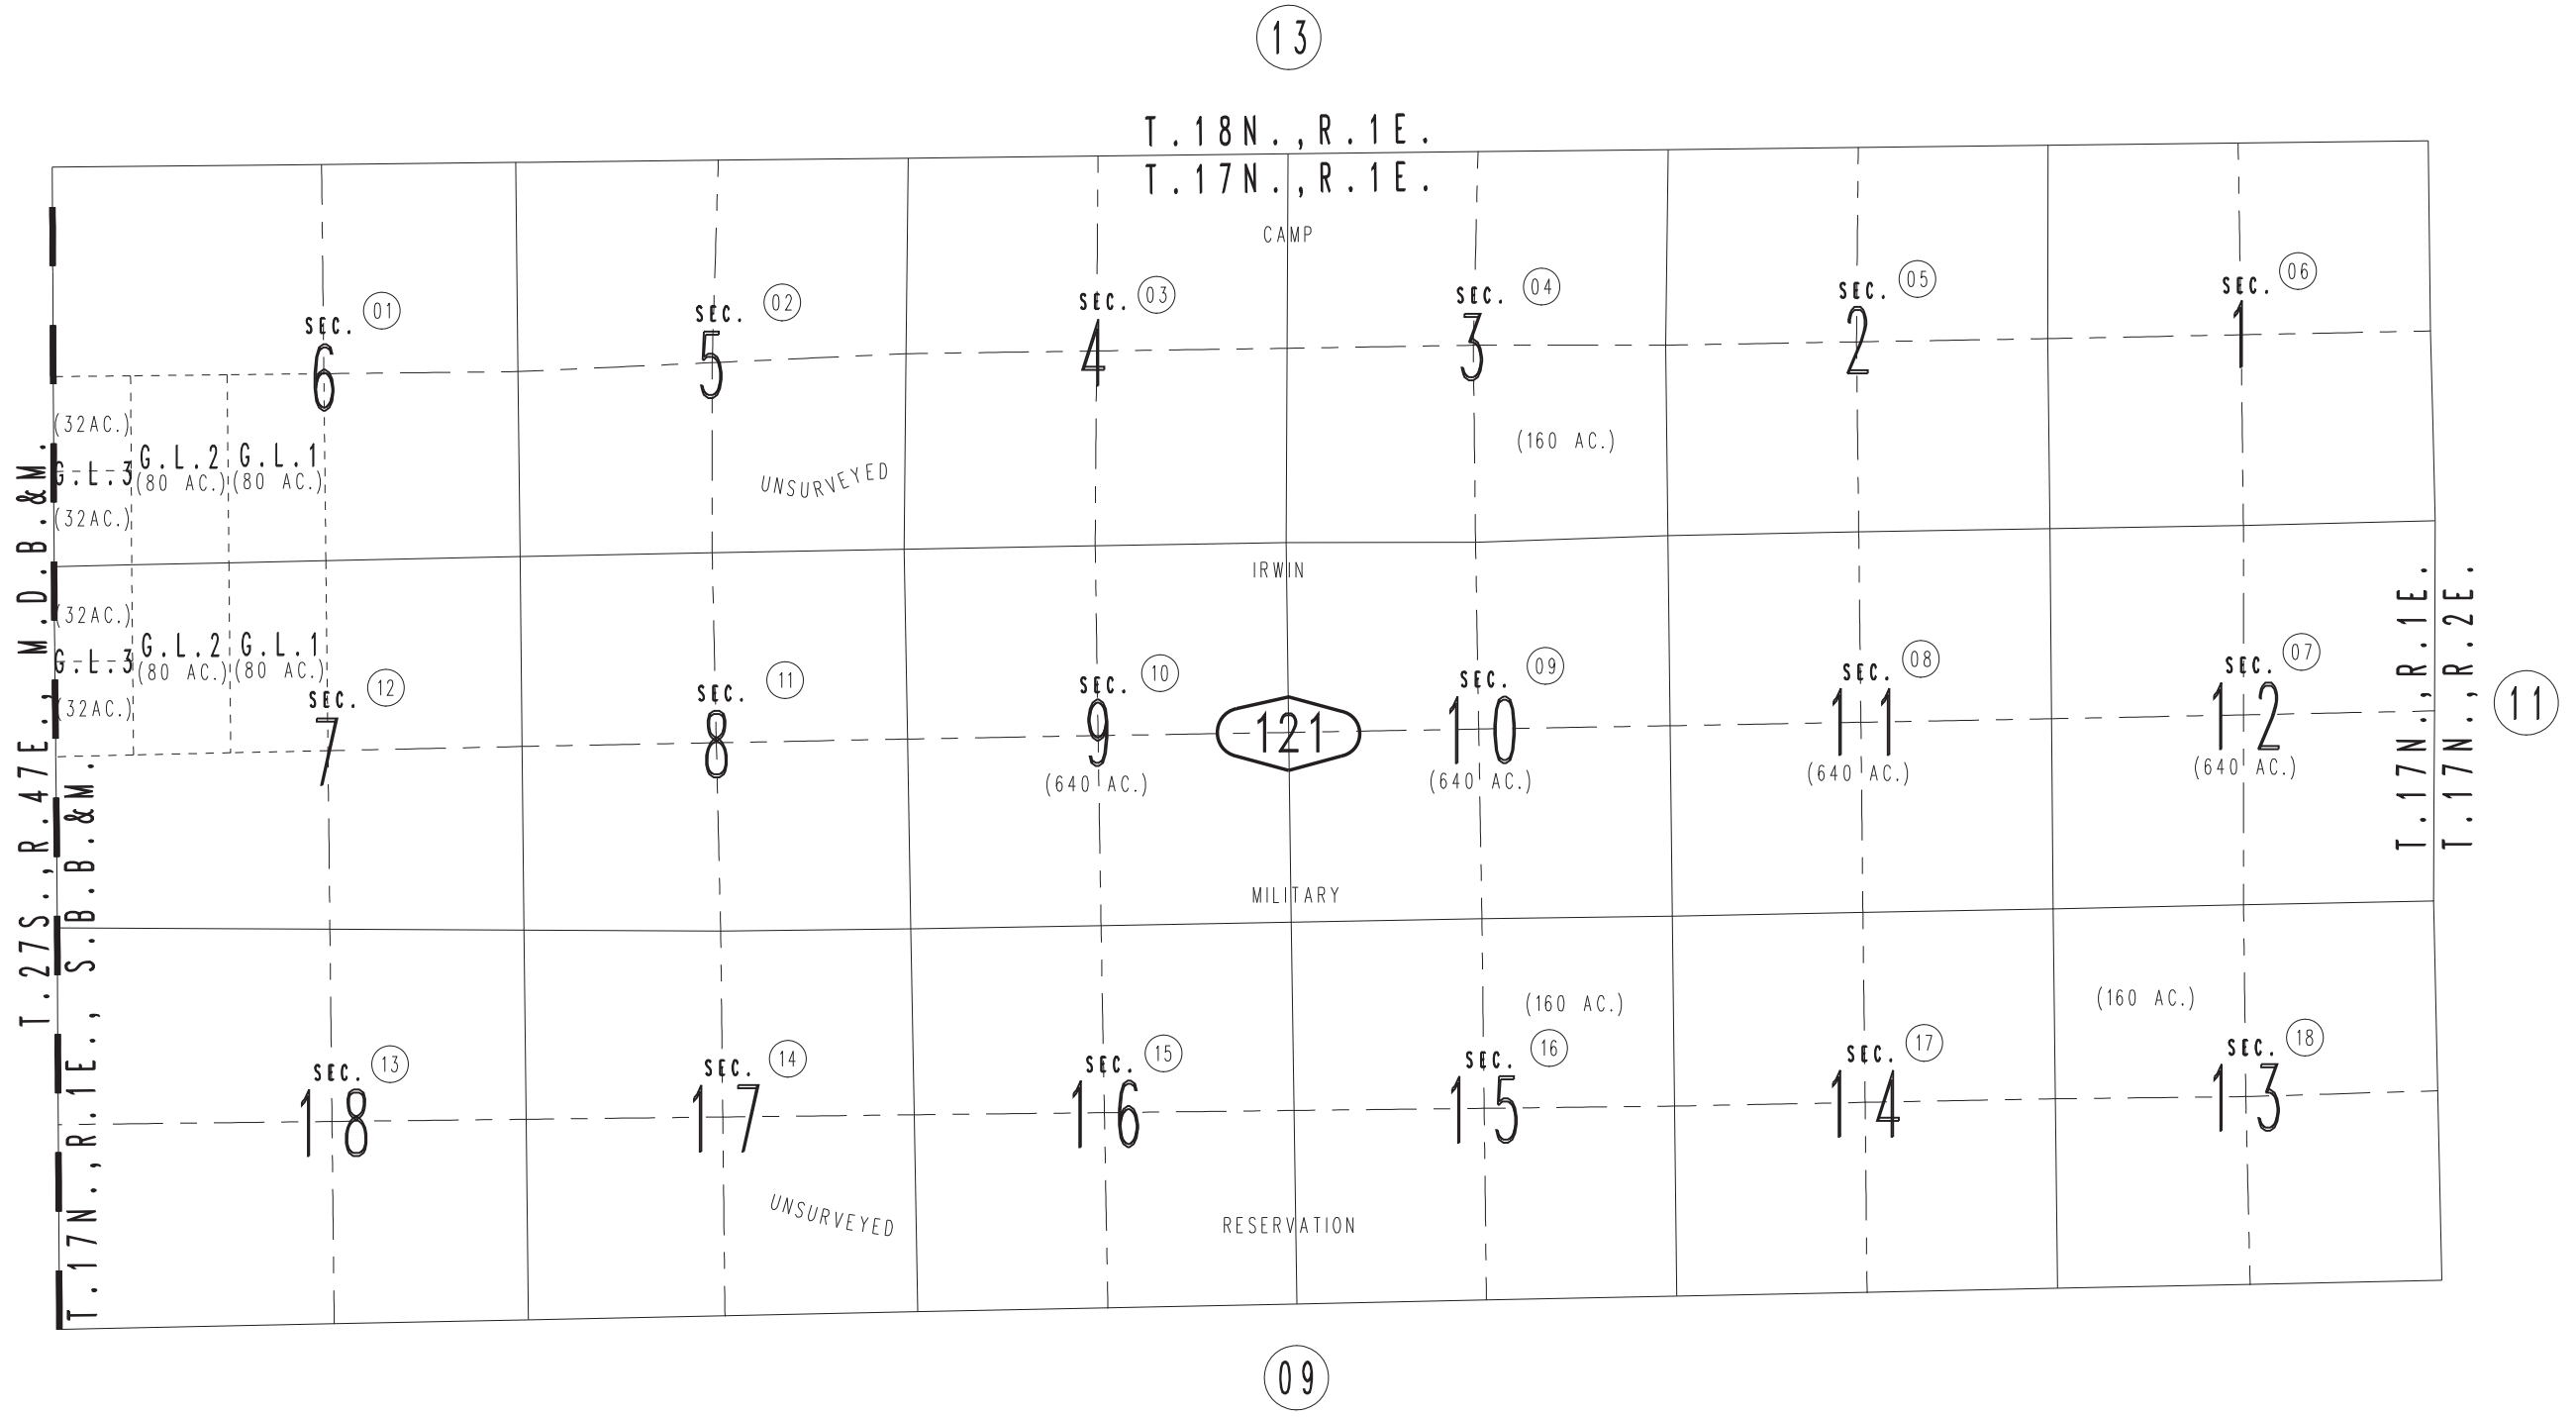 13
T.18N.,R.1E.
T.17N.,R.1E.
CAMP
SEC. 01
6
SEC. 02
5
SEC. 03
4
SEC. 04
3
SEC. 05
2
SEC. 06
1
(32AC.)
G.L.3
(32AC.)
G.L.2
(80 AC.)
G.L.1
(80 AC.)
UNSURVEYED
(160 AC.)
IRWIN
(32AC.)
G.L.3
(32AC.)
G.L.2
(80 AC.)
G.L.1
(80 AC.)
SEC. 12
7
SEC. 11
8
SEC. 10
9
(640 AC.)
121
SEC. 09
10
(640 AC.)
SEC. 08
11
(640 AC.)
SEC. 07
12
(640 AC.)
T.17N.,R.1E.
T.17N.,R.2E.
11
MILITARY
T.27S.,R.47E., M.D.B.&M.
T.17N.,R.1E., S.B.B.&M.
(160 AC.)
(160 AC.)
SEC. 13
18
SEC. 14
17
SEC. 15
16
SEC. 16
15
SEC. 17
14
SEC. 18
13
UNSURVEYED
RESERVATION
09